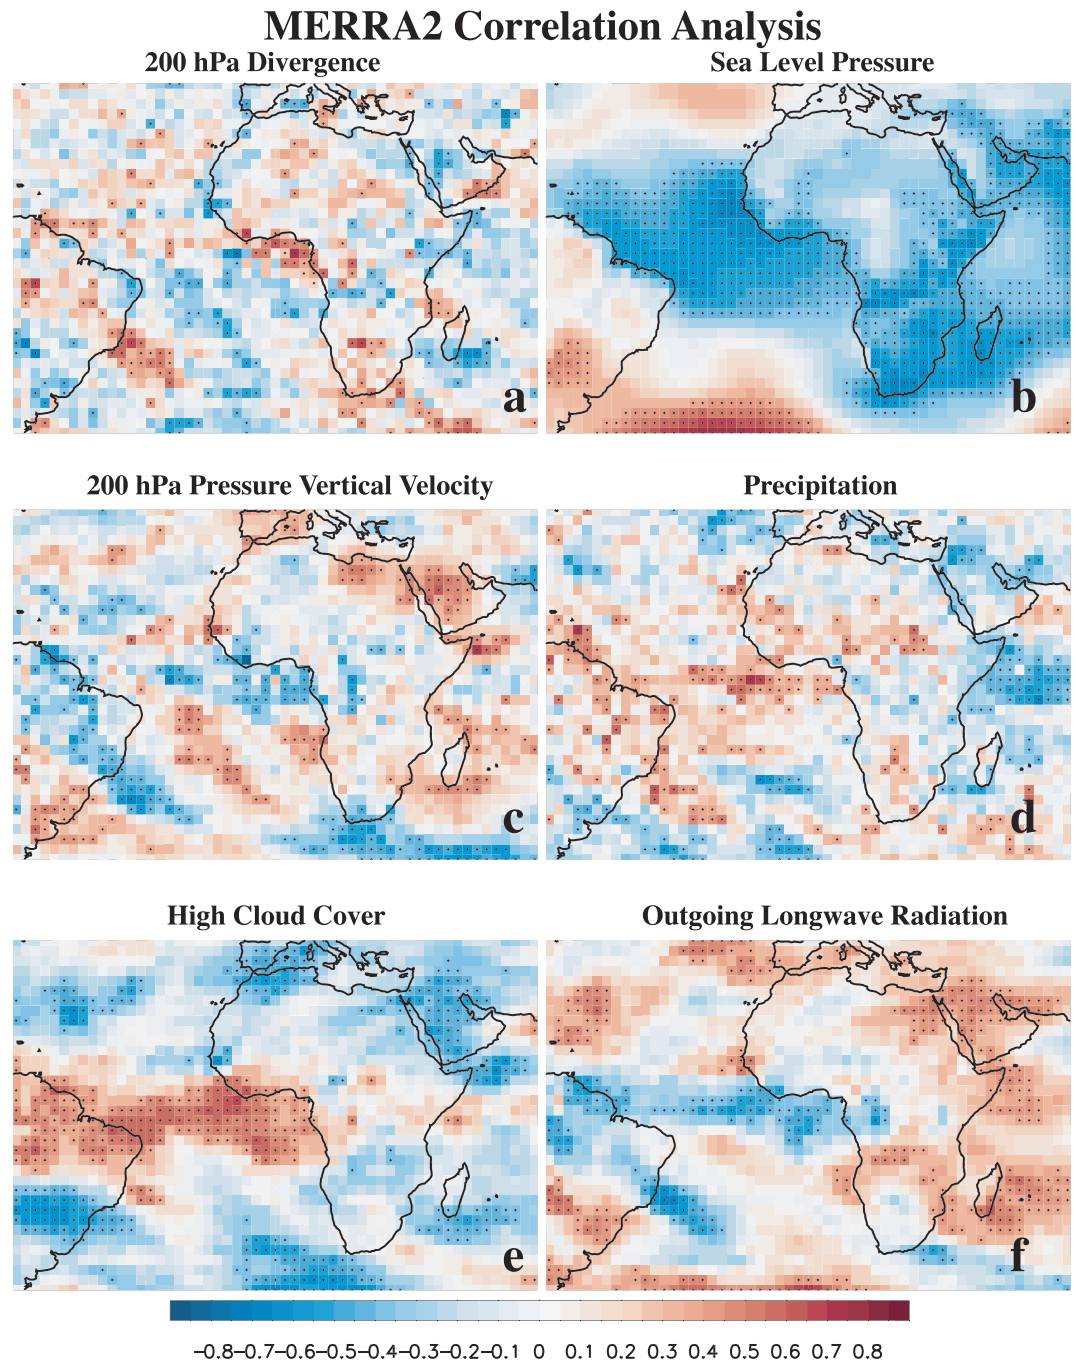 MERRA2 Correlation Analysis
200 hPa Divergence
Sea Level Pressure
a
b
200 hPa Pressure Vertical Velocity
Precipitation
c
d
High Cloud Cover
Outgoing Longwave Radiation
e
f
−0.8−0.7−0.6−0.5−0.4−0.3−0.2−0.1 0 0.1 0.2 0.3 0.4 0.5 0.6 0.7 0.8